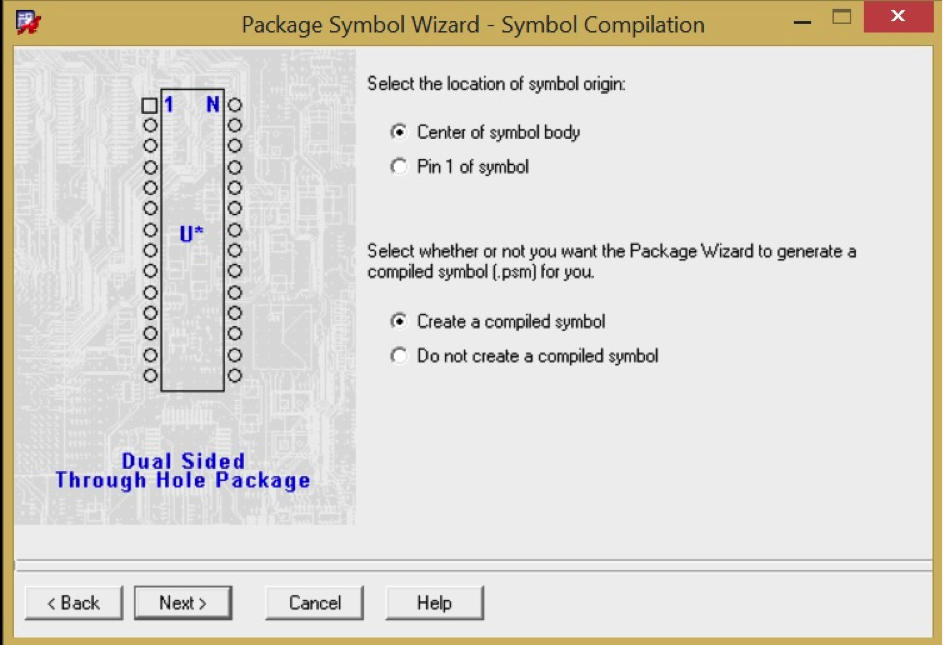 Package Symbol Wizard - Symbol Compilation
1 N
U*
Dual Sided
Through Hole Package
Select the location of symbol origin:
Center of symbol body
Pin 1 of symbol
Select whether or not you want the Package Wizard to generate a
compiled symbol (.psm) for you.
Create a compiled symbol
Do not create a compiled symbol
< Back Next > Cancel Help